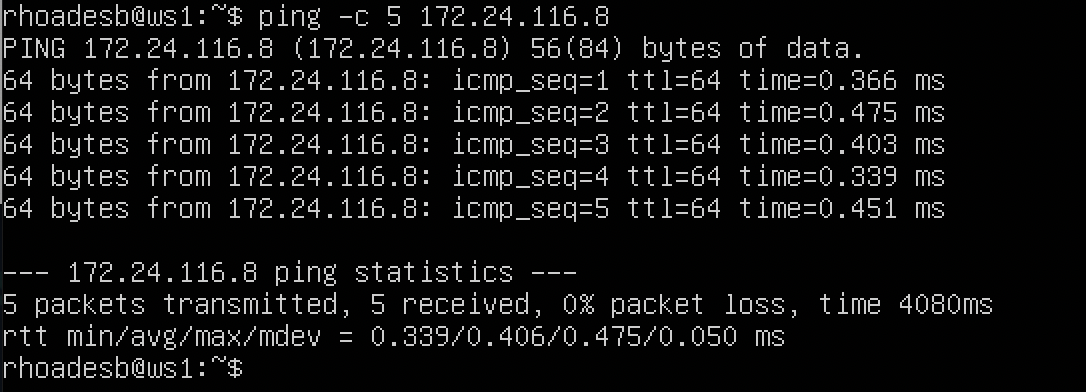 rhoadesb@ws1:~$ ping -c 5 172.24.116.8
PING 172.24.116.8 (172.24.116.8) 56(84) bytes of data.
64 bytes from 172.24.116.8: icmp_seq=1 ttl=64 time=0.366 ms
64 bytes from 172.24.116.8: icmp_seq=2 ttl=64 time=0.475 ms
64 bytes from 172.24.116.8: icmp_seq=3 ttl=64 time=0.403 ms
64 bytes from 172.24.116.8: icmp_seq=4 ttl=64 time=0.339 ms
64 bytes from 172.24.116.8: icmp_seq=5 ttl=64 time=0.451 ms
--- 172.24.116.8 ping statistics ---
5 packets transmitted, 5 received, 0% packet loss, time 4080ms
rtt min/avg/max/mdev = 0.339/0.406/0.475/0.050 ms
rhoadesb@ws1:~$